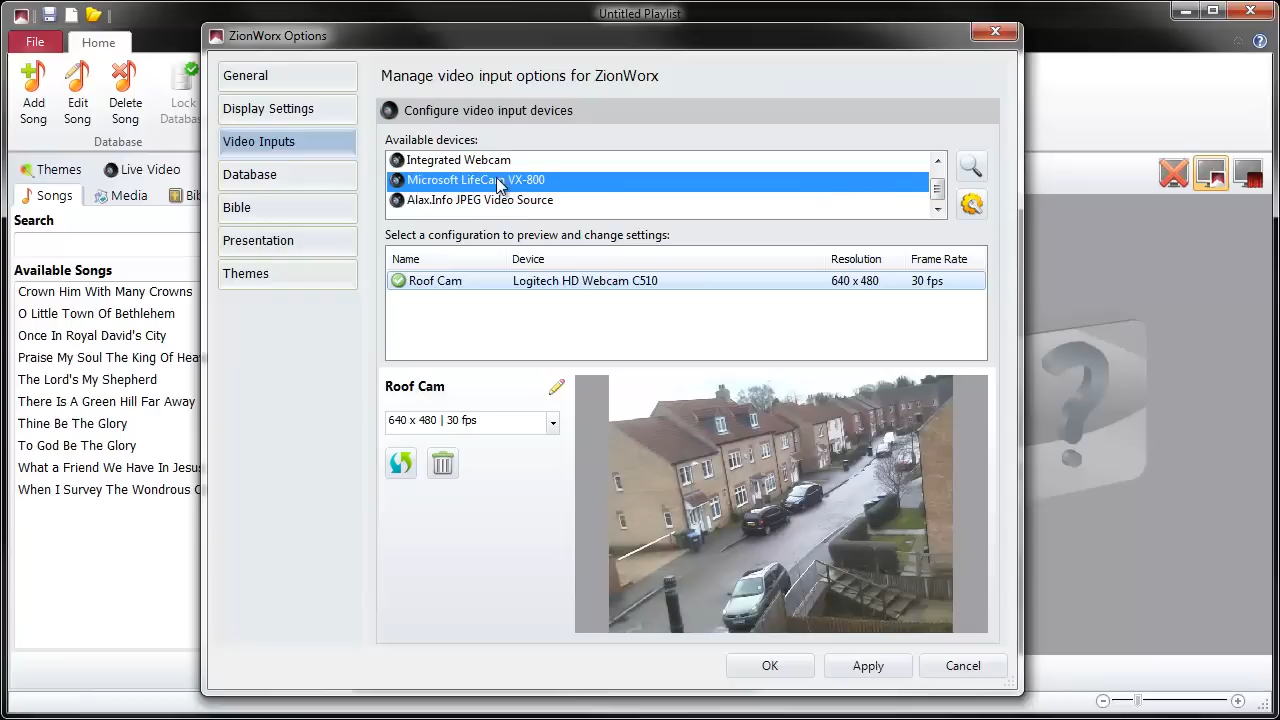 Untitled Playlist
File
Home
Add
Song
Edit
Song
Delete
Song
Lock
Database
Themes
Live Video
Songs
Media
Search
Available Songs
Crown Him With Many Crowns
O Little Town Of Bethlehem
Once In Royal David's City
Praise My Soul The King Of Hea
The Lord's My Shepherd
There Is A Green Hill Far Away
Thine Be The Glory
To God Be The Glory
What a Friend We Have In Jesus
When I Survey The Wondrous C
ZionWorx Options
General
Display Settings
Video Inputs
Database
Bible
Presentation
Themes
Manage video input options for ZionWorx
Configure video input devices
Available devices:
Integrated Webcam
Microsoft LifeCam VX-800
Alax.Info JPEG Video Source
Select a configuration to preview and change settings:
Name Device Resolution Frame Rate
Roof Cam Logitech HD Webcam C510 640 x 480 30 fps
Roof Cam
640 x 480 | 30 fps
OK Apply Cancel